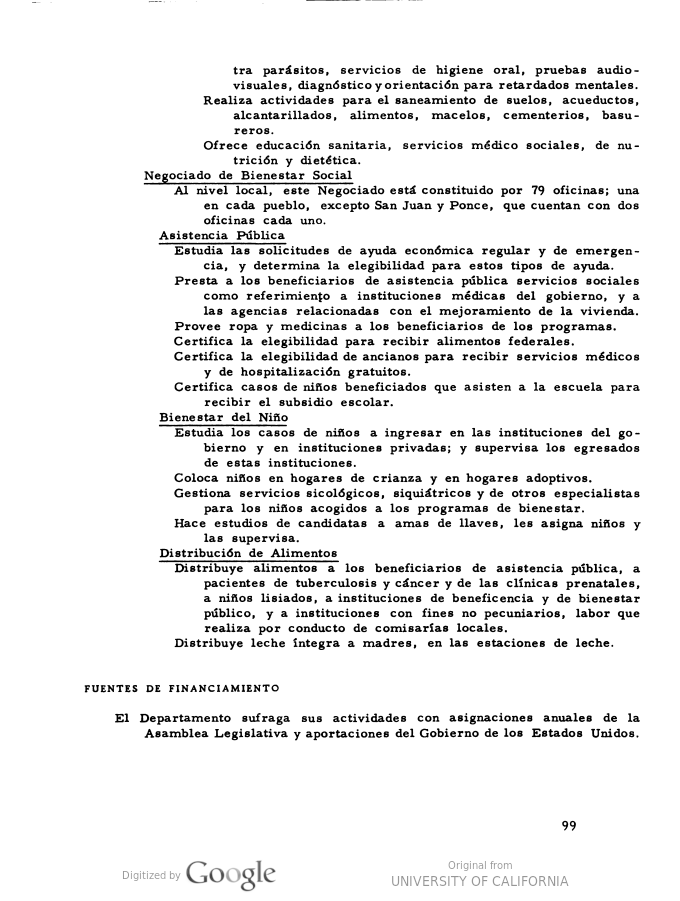 tra parásitos, servicios de higiene oral, pruebas audio-
visuales, diagnóstico y orientación para retardados mentales.
Realiza actividades para el saneamiento de suelos, acueductos,
alcantarillados, alimentos, macelos, cementerios, basu-
reros.
Ofrece educación sanitaria, servicios médico sociales, de nu-
trición y dietética.
Negociado de Bienestar Social
Al nivel local, este Negociado está constituido por 79 oficinas; una
en cada pueblo, excepto San Juan y Ponce, que cuentan con dos
oficinas cada uno.
Asistencia Pública
Estudia las solicitudes de ayuda económica regular y de emergen-
cia, y determina la elegibilidad para estos tipos de ayuda.
Presta a los beneficiarios de asistencia pública servicios sociales
como referimiento a instituciones médicas del gobierno, y a
las agencias relacionadas con el mejoramiento de la vivienda.
Provee ropa y medicinas a los beneficiarios de los programas.
Certifica la elegibilidad para recibir alimentos federales.
Certifica la elegibilidad de ancianos para recibir servicios médicos
y de hospitalización gratuitos.
Certifica casos de niños beneficiados que asisten a la escuela para
recibir el subsidio escolar.
Bienestar del Niño
Estudia los casos de niños a ingresar en las instituciones del go-
bierno y en instituciones privadas; y supervisa los egresados
de estas instituciones.
Coloca niños en hogares de crianza y en hogares adoptivos.
Gestiona servicios sicológicos, siquiátricos y de otros especialistas
para los niños acogidos a los programas de bienestar.
Hace estudios de candidatas a amas de llaves, les asigna niños y
las supervisa.
Distribución de Alimentos
Distribuye alimentos a los beneficiarios de asistencia pública, a
pacientes de tuberculosis y cáncer y de las clínicas prenatales,
a niños lisiados, a instituciones de beneficencia y de bienestar
público, y a instituciones con fines no pecuniarios, labor que
realiza por conducto de comisarías locales.
Distribuye leche íntegra a madres, en las estaciones de leche.
FUENTES DE FINANCIAMIENTO
El Departamento sufraga sus actividades con asignaciones anuales de la
Asamblea Legislativa y aportaciones del Gobierno de los Estados Unidos.
99
Digitized by Google
Original from
UNIVERSITY OF CALIFORNIA